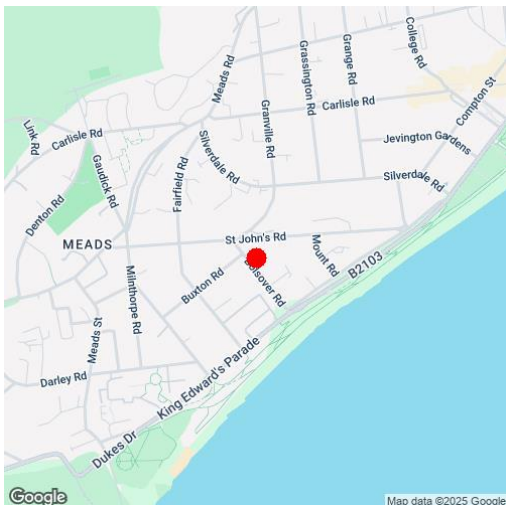 College Rd
Grange Rd
Grassington Rd
Meads Rd
Granville Rd
Compton St
Carlisle Rd
Link Rd
Carlisle Rd
Jevington Gardens
Silverdale Rd
Gaudick Rd
Fairfield Rd
Silverdale Rd
Denton Rd
St John's Rd
MEADS
Mount Rd
B2103
Buxton Rd
Milnthorpe Rd
Meads St
King Edward's Parade
Darley Rd
Dukes Dr
Google
Map data ©2025 Google